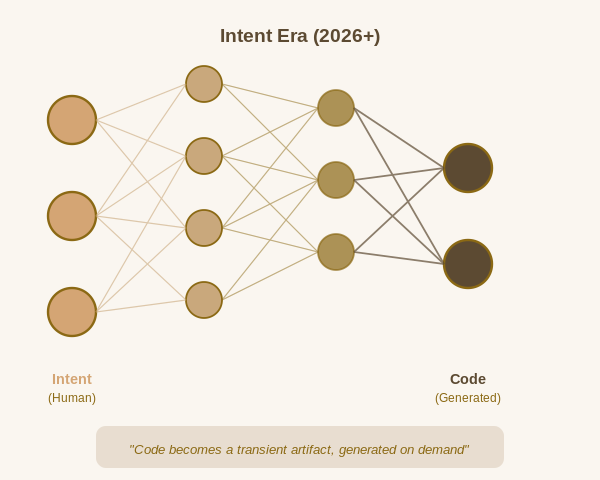 Intent Era (2026+)
Intent
(Human)
Code
(Generated)
"Code becomes a transient artifact, generated on demand"